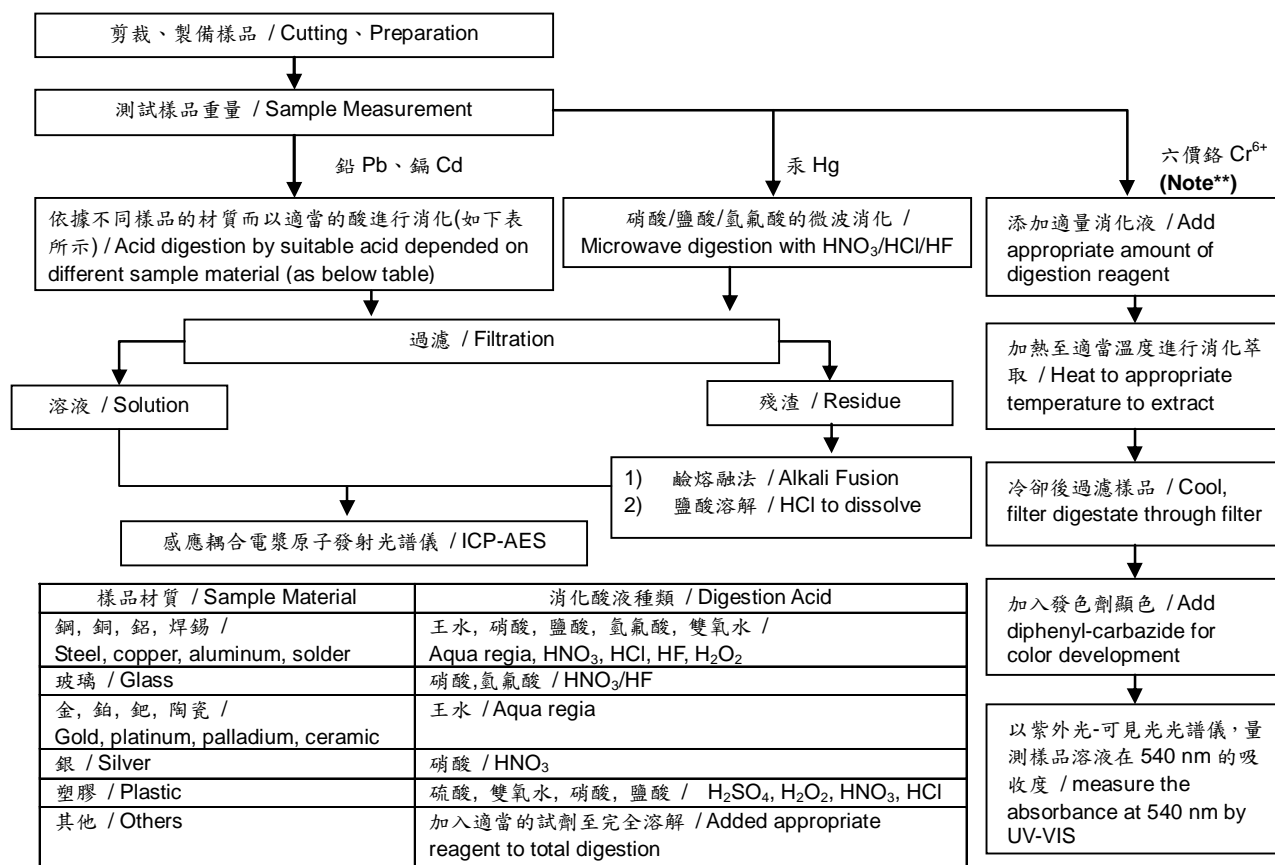 剪裁、製備樣品 / Cutting、Preparation
測試樣品重量 / Sample Measurement
鉛 Pb、鎘 Cd
汞 Hg
六價鉻 Cr6+
(Note**)
依據不同樣品的材質而以適當的酸進行消化(如下表
所示) / Acid digestion by suitable acid depended on
different sample material (as below table)
硝酸/鹽酸/氫氟酸的微波消化 /
Microwave digestion with HNO3/HCl/HF
添加適量消化液 / Add
appropriate amount of
digestion reagent
過濾 / Filtration
加熱至適當溫度進行消化萃
取 / Heat to appropriate
temperature to extract
溶液 / Solution
殘渣 / Residue
1) 鹼熔融法 / Alkali Fusion
2) 鹽酸溶解 / HCl to dissolve
冷卻後過濾樣品 / Cool,
filter digestate through filter
感應耦合電漿原子發射光譜儀 / ICP-AES
加入發色劑顯色 / Add
diphenyl-carbazide for
color development
以紫外光-可見光光譜儀，量
測樣品溶液在 540 nm 的吸
收度 / measure the
absorbance at 540 nm by
UV-VIS
樣品材質 / Sample Material
消化酸液種類 / Digestion Acid
鋼, 銅, 鋁, 焊錫 /
Steel, copper, aluminum, solder
王水, 硝酸, 鹽酸, 氫氟酸, 雙氧水 /
Aqua regia, HNO3, HCl, HF, H2O2
玻璃 / Glass
硝酸,氫氟酸 / HNO3/HF
金, 鉑, 鈀, 陶瓷 /
Gold, platinum, palladium, ceramic
王水 / Aqua regia
銀 / Silver
硝酸 / HNO3
塑膠 / Plastic
硫酸, 雙氧水, 硝酸, 鹽酸 / H2SO4, H2O2, HNO3, HCl
其他 / Others
加入適當的試劑至完全溶解 / Added appropriate
reagent to total digestion